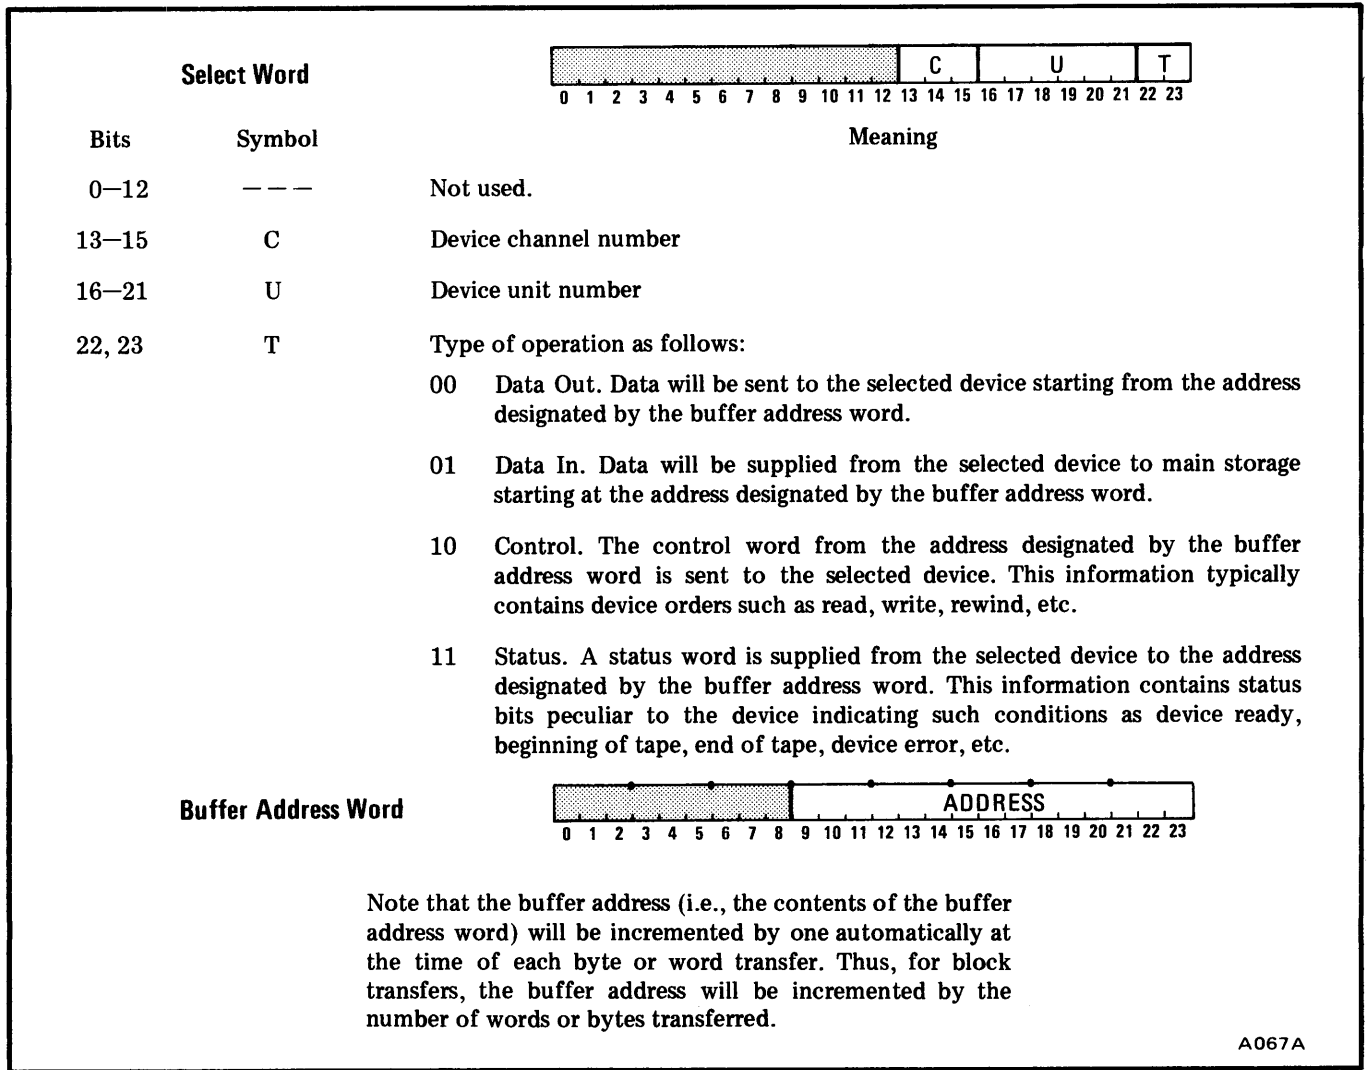 Select Word
C U T
0 1 2 3 4 5 6 7 8 9 10 11 12 13 14 15 16 17 18 19 20 21 22 23
Bits Symbol Meaning
0—12 — — — Not used.
13—15 C Device channel number
16—21 U Device unit number
22, 23 T Type of operation as follows:
00 Data Out. Data will be sent to the selected device starting from the address
designated by the buffer address word.
01 Data In. Data will be supplied from the selected device to main storage
starting at the address designated by the buffer address word.
10 Control. The control word from the address designated by the buffer
address word is sent to the selected device. This information typically
contains device orders such as read, write, rewind, etc.
11 Status. A status word is supplied from the selected device to the address
designated by the buffer address word. This information contains status
bits peculiar to the device indicating such conditions as device ready,
beginning of tape, end of tape, device error, etc.
Buffer Address Word
ADDRESS
0 1 2 3 4 5 6 7 8 9 10 11 12 13 14 15 16 17 18 19 20 21 22 23
Note that the buffer address (i.e., the contents of the buffer
address word) will be incremented by one automatically at
the time of each byte or word transfer. Thus, for block
transfers, the buffer address will be incremented by the
number of words or bytes transferred.
A067A